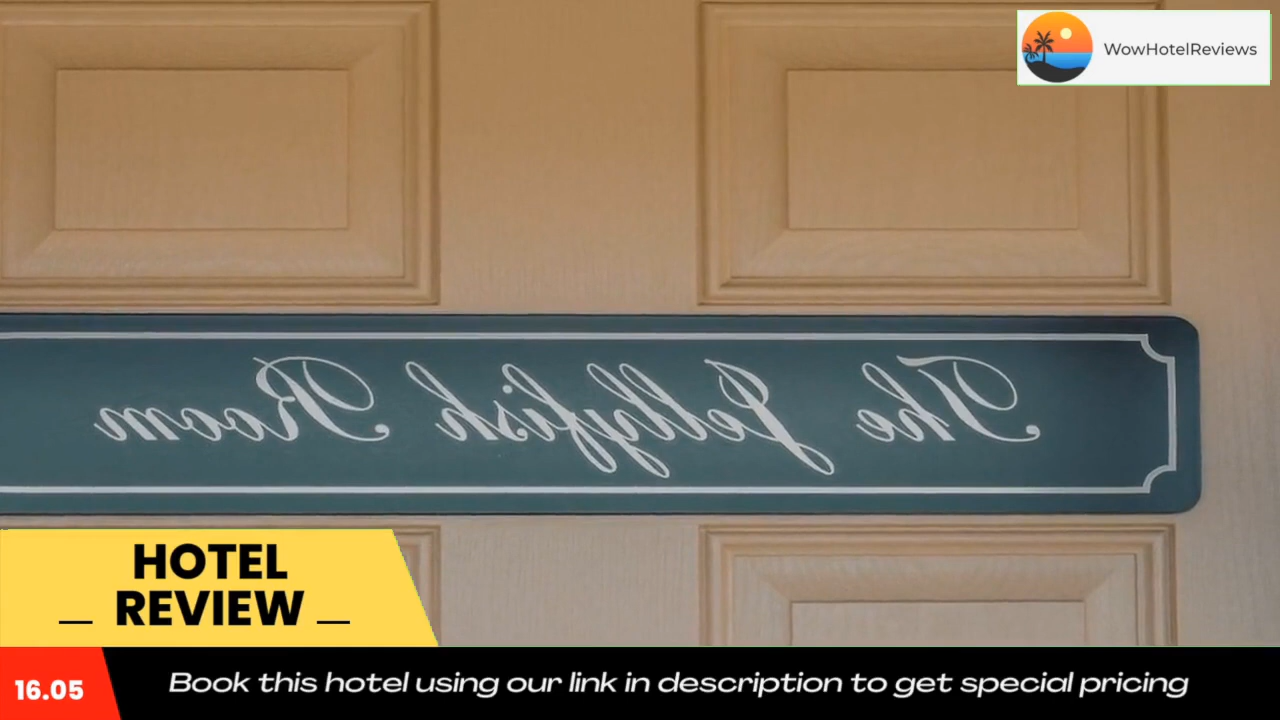 WowHotelReviews
The Jellyfish Room
HOTEL
REVIEW
16.05
Book this hotel using our link in description to get special pricing